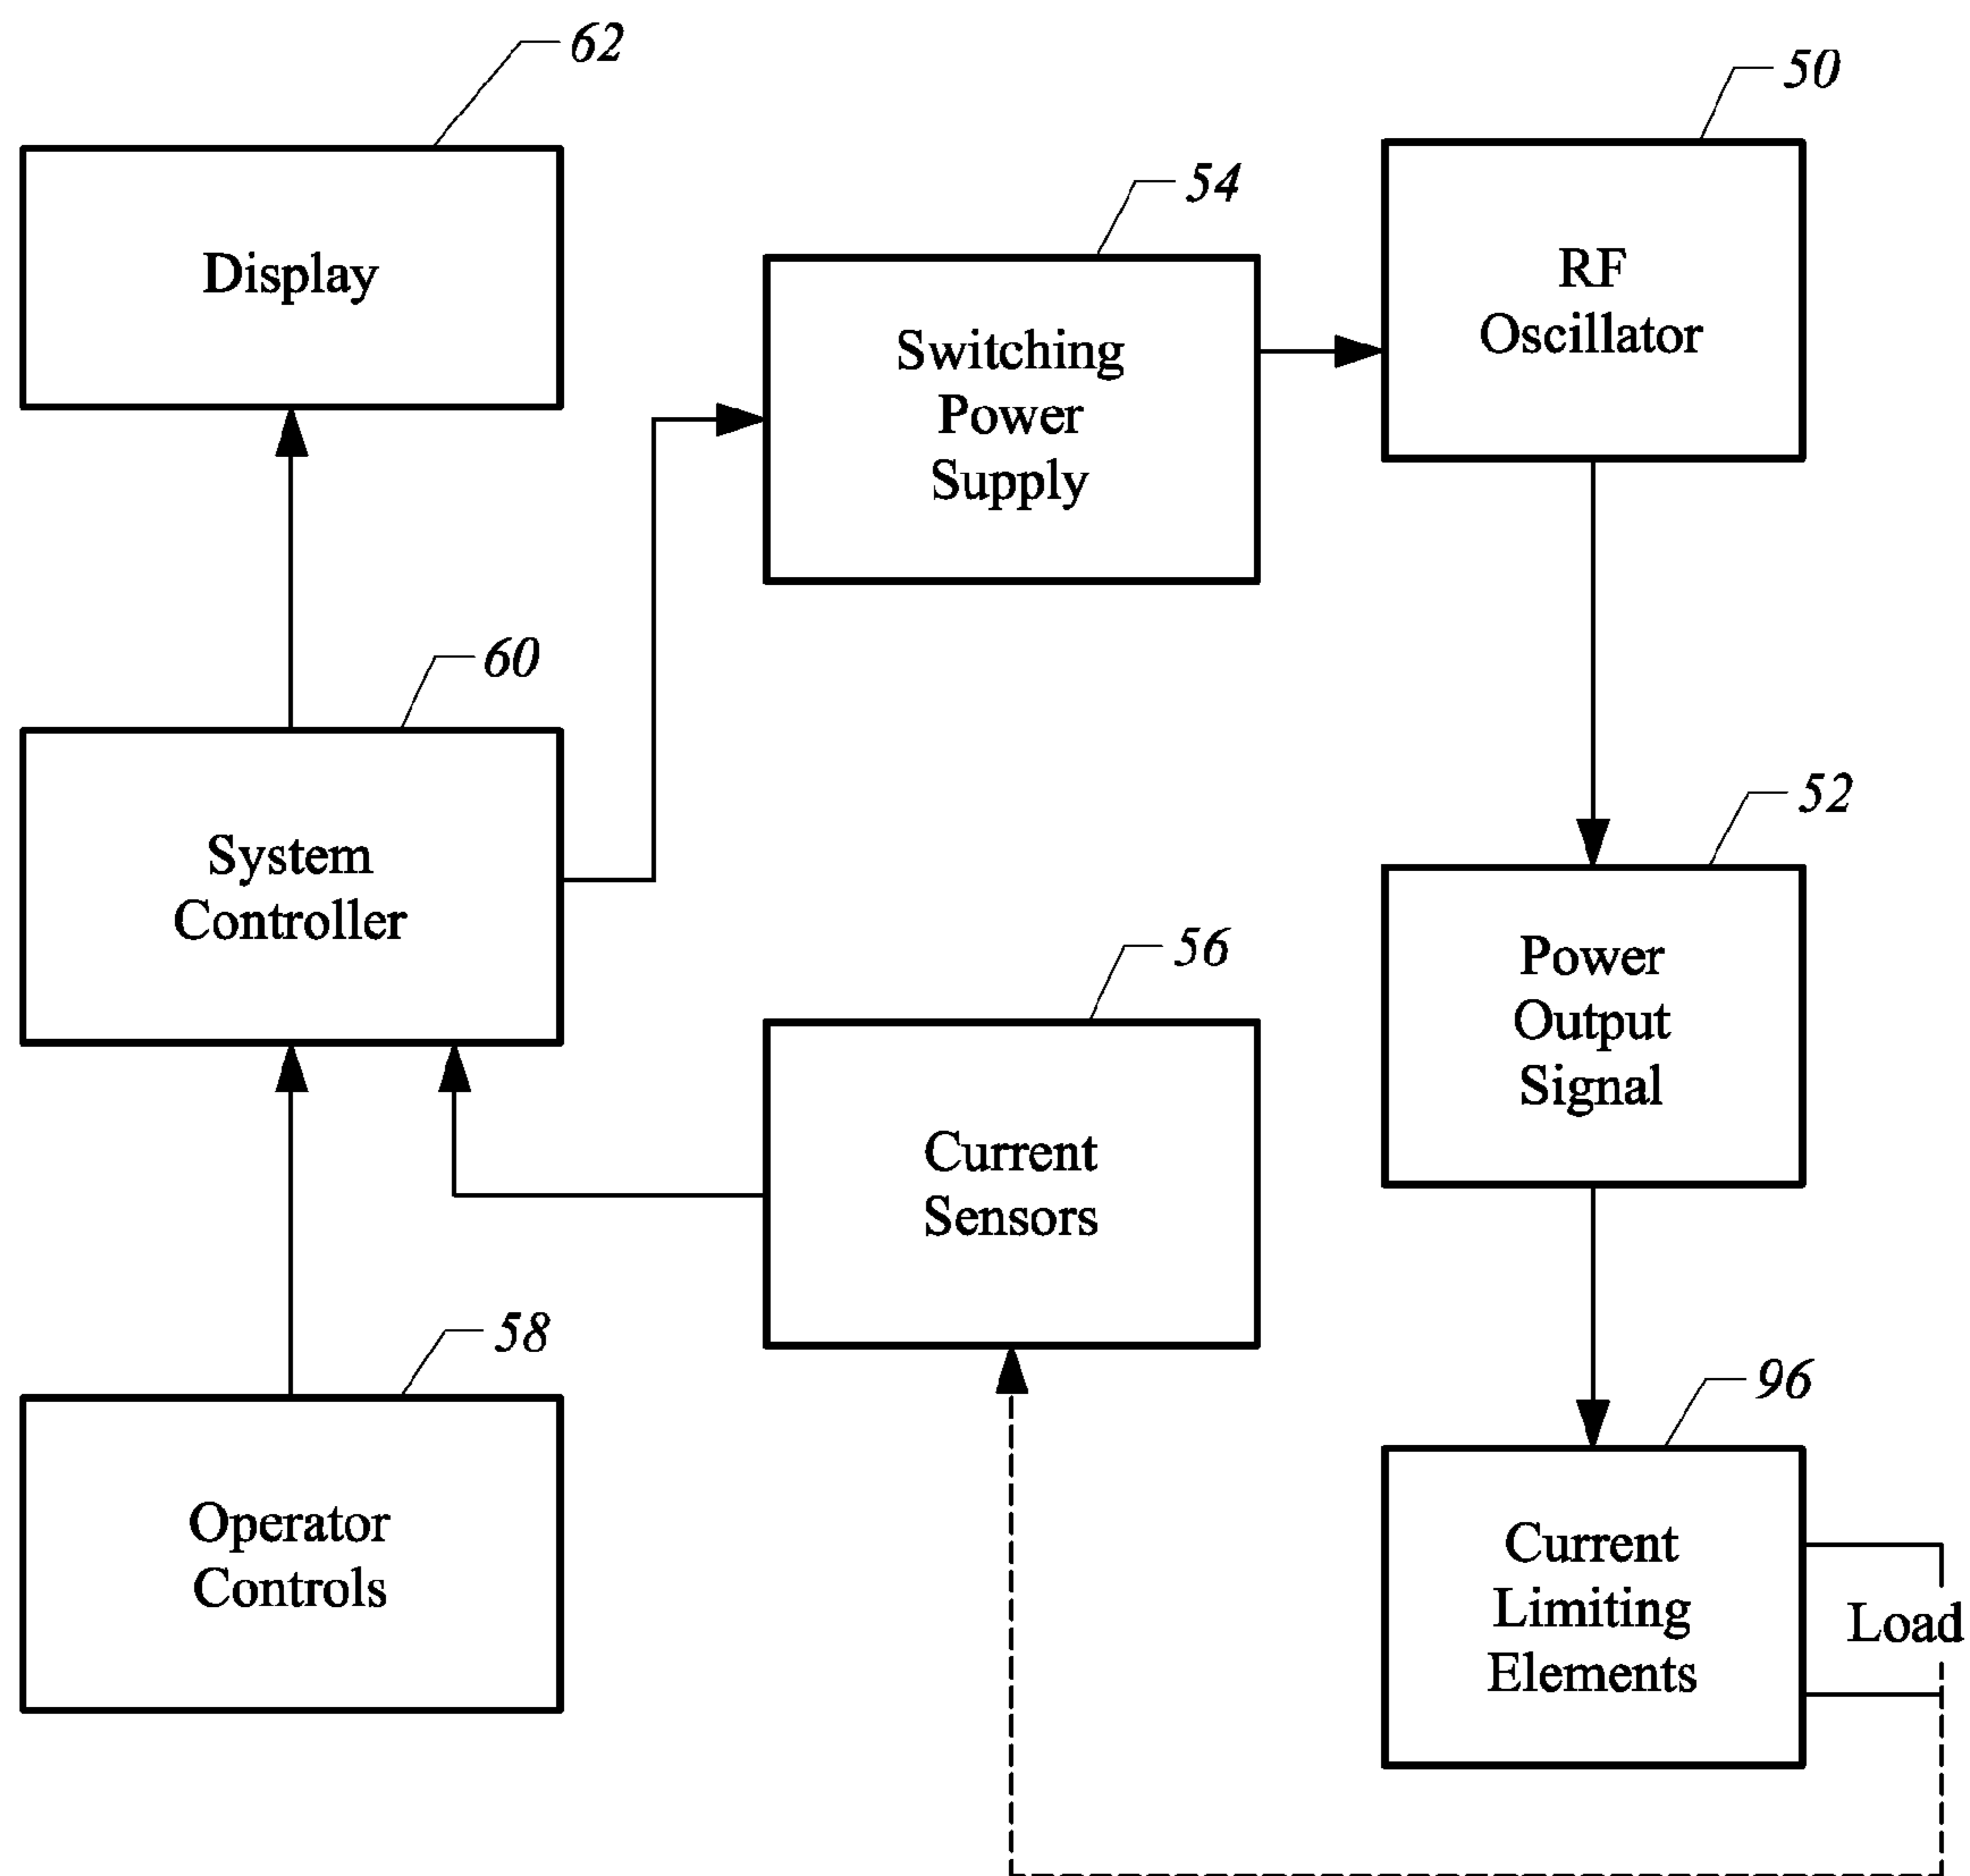 62
Display
54
Switching
Power
Supply
50
RF
Oscillator
60
System
Controller
56
Current
Sensors
52
Power
Output
Signal
58
Operator
Controls
96
Current
Limiting
Elements
Load